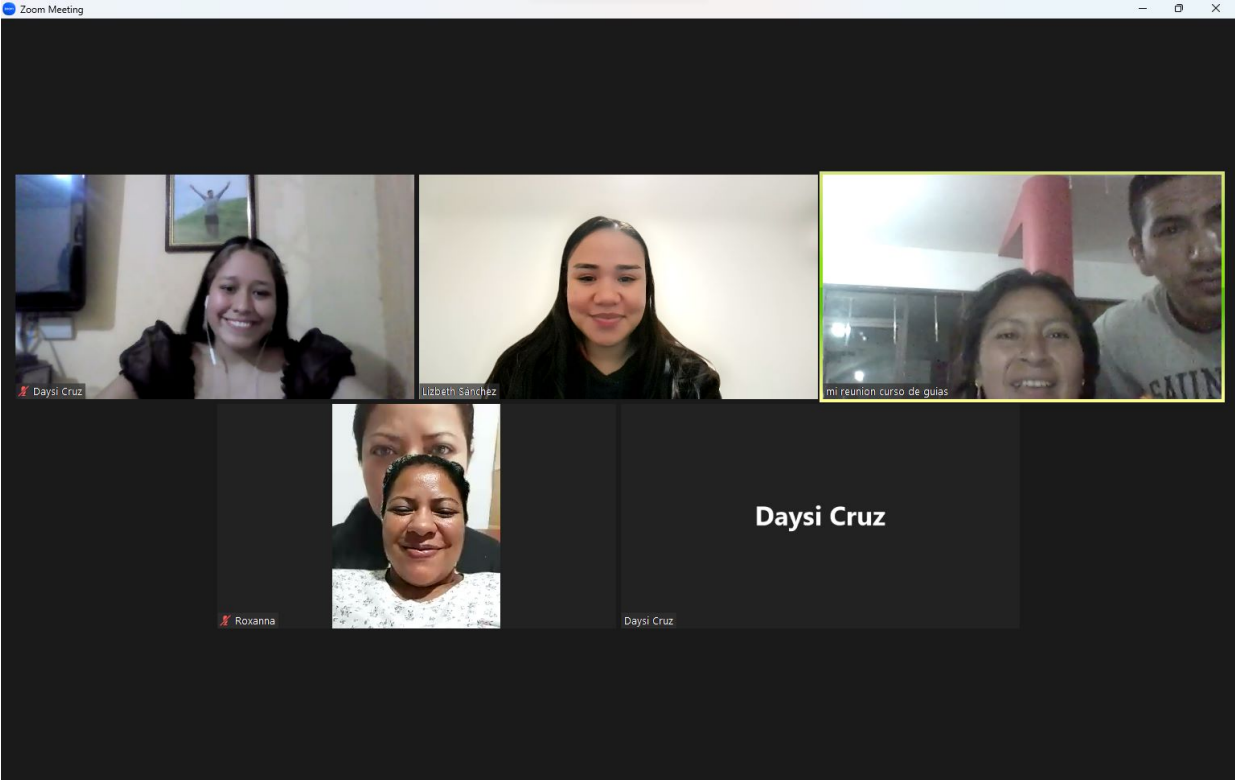 Zoom Meeting
Daysi Cruz
Lizbeth Sánchez
mi reunion curso de guias
Roxanna
Daysi Cruz
Daysi Cruz